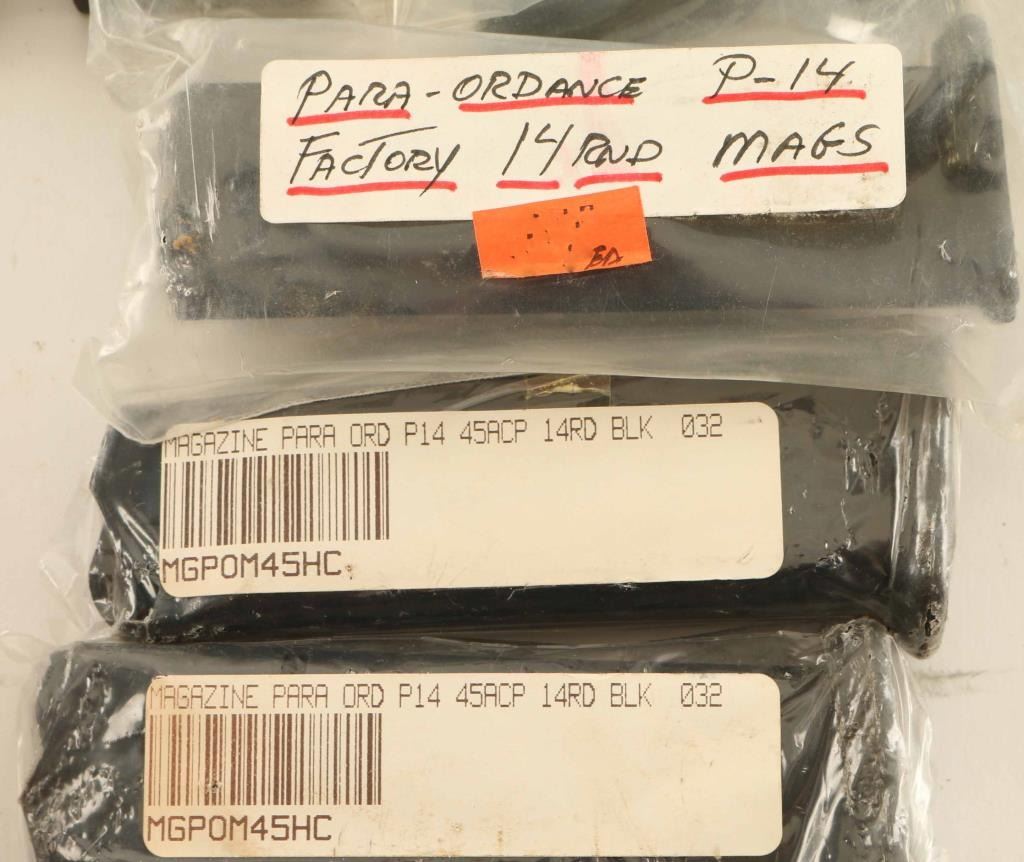 PARA-ORDANCE P-14
FACTORY 14 RND MAGS
MAGAZINE PARA ORD P14 45ACP 14RD BLK 032
MGPOM45HC
MAGAZINE PARA ORD P14 45ACP 14RD BLK 032
MGPOM45HC